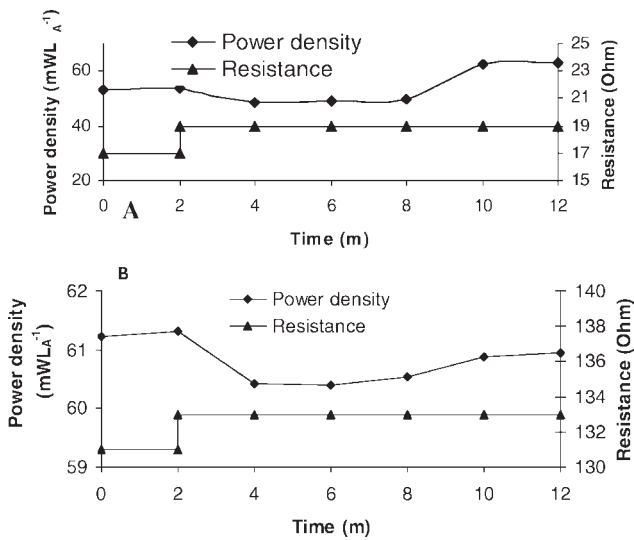 Power density
Resistance
Power density (mWL A⁻¹)
60
40
20
25
23
21
19
17
15
Resistance (Ohm)
0 2 4 6 8 10 12
A
Time (m)
B
Power density
Resistance
Power density
(mWLA⁻¹)
62
61
60
59
140
138
136
134
132
130
Resistance (Ohm)
0 2 4 6 8 10 12
Time (m)